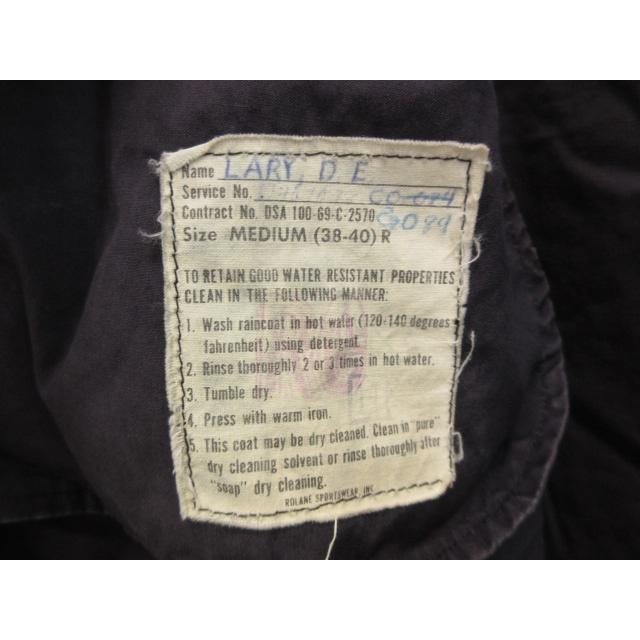 Name LARY, D E
Service No. CO-074
Contract No. DSA 100-69-C-2570 G099
Size MEDIUM (38-40) R
TO RETAIN GOOD WATER RESISTANT PROPERTIES
CLEAN IN THE FOLLOWING MANNER:
1. Wash raincoat in hot water (120-140 degrees
fahrenheit) using detergent.
2. Rinse thoroughly 2 or 3 times in hot water.
3. Tumble dry.
4. Press with warm iron.
5. This coat may be dry cleaned. Clean in "pure"
dry cleaning solvent or rinse thoroughly after
"soap" dry cleaning.
ROLANE SPORTSWEAR, INC